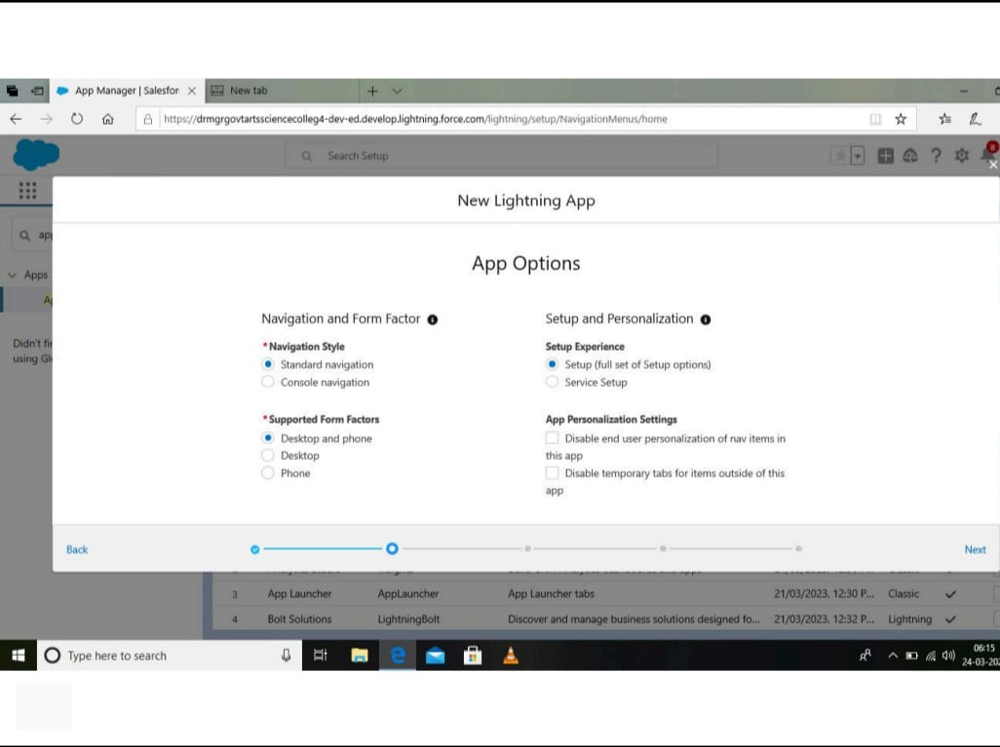 App Manager | Salesfor
New tab
https://drmgrgovtartssciencecolleg4-dev-ed.develop.lightning.force.com/lightning/setup/NavigationMenus/home
Search Setup
8
New Lightning App
app
App Options
Apps
Navigation and Form Factor
Setup and Personalization
*Navigation Style
Setup Experience
Didn't fi
Standard navigation
Setup (full set of Setup options)
using Gl
Console navigation
Service Setup
*Supported Form Factors
App Personalization Settings
Desktop and phone
Disable end user personalization of nav items in
Desktop
this app
Phone
Disable temporary tabs for items outside of this
app
Back
Next
3 App Launcher AppLauncher App Launcher tabs 21/03/2023, 12:30 P... Classic
4 Bolt Solutions LightningBolt Discover and manage business solutions designed fo... 21/03/2023, 12:32 P... Lightning
Type here to search
06:15
24-03-202